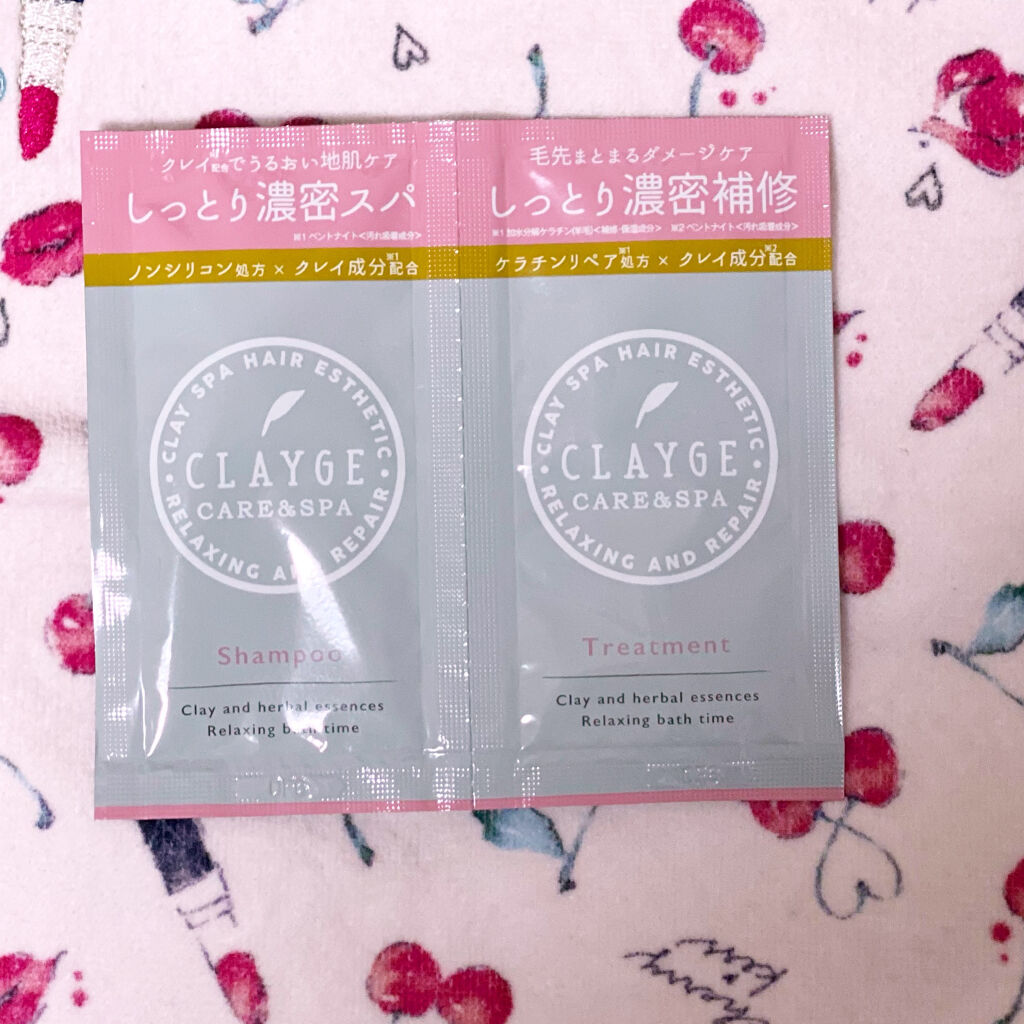 クレイ※1配合でうるおい地肌ケア
しっとり濃密スパ
※1 ベントナイト<汚れ吸着成分>
ノンシリコン処方 × クレイ成分※1配合
CLAY SPA HAIR ESTHETIC
CLAYGE
CARE&SPA
RELAXING AND REPAIR
Shampoo
Clay and herbal essences
Relaxing bath time
毛先まとまるダメージケア
しっとり濃密補修
※1 加水分解ケラチン(羊毛)<補修・保湿成分> ※2 ベントナイト<汚れ吸着成分>
ケラチンリペア※1処方 × クレイ成分※2配合
CLAY SPA HAIR ESTHETIC
CLAYGE
CARE&SPA
RELAXING AND REPAIR
Treatment
Clay and herbal essences
Relaxing bath time
cherry
kiss